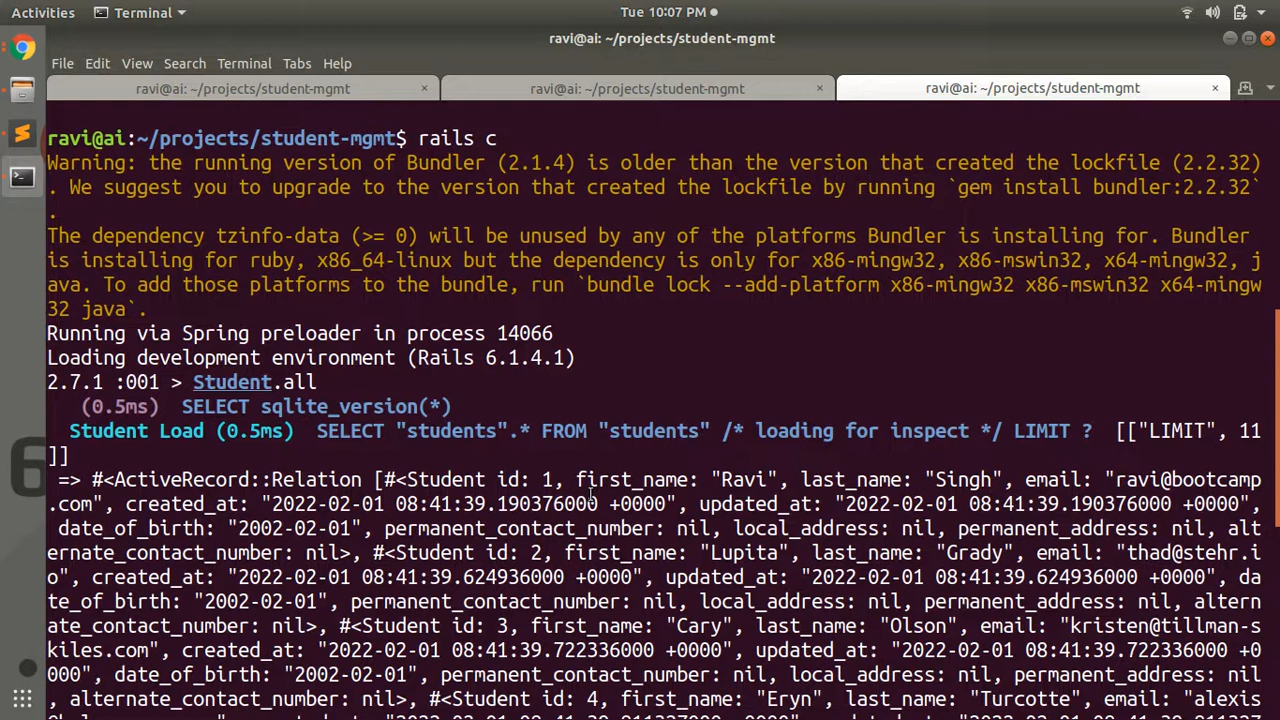 Activities
Terminal
Tue 10:07 PM
ravi@ai: ~/projects/student-mgmt
File Edit View Search Terminal Tabs Help
ravi@ai: ~/projects/student-mgmt × ravi@ai: ~/projects/student-mgmt × ravi@ai: ~/projects/student-mgmt ×
ravi@ai:~/projects/student-mgmt$ rails c
Warning: the running version of Bundler (2.1.4) is older than the version that created the lockfile (2.2.32)
. We suggest you to upgrade to the version that created the lockfile by running `gem install bundler:2.2.32`
.
The dependency tzinfo-data (>= 0) will be unused by any of the platforms Bundler is installing for. Bundler
is installing for ruby, x86_64-linux but the dependency is only for x86-mingw32, x86-mswin32, x64-mingw32, j
ava. To add those platforms to the bundle, run `bundle lock --add-platform x86-mingw32 x86-mswin32 x64-mingw
32 java`.
Running via Spring preloader in process 14066
Loading development environment (Rails 6.1.4.1)
2.7.1 :001 > Student.all
(0.5ms) SELECT sqlite_version(*)
Student Load (0.5ms) SELECT "students".* FROM "students" /* loading for inspect */ LIMIT ? [["LIMIT", 11
]]
=> #<ActiveRecord::Relation [#<Student id: 1, first_name: "Ravi", last_name: "Singh", email: "ravi@bootcamp
.com", created_at: "2022-02-01 08:41:39.190376000 +0000", updated_at: "2022-02-01 08:41:39.190376000 +0000",
date_of_birth: "2002-02-01", permanent_contact_number: nil, local_address: nil, permanent_address: nil, alt
ernate_contact_number: nil>, #<Student id: 2, first_name: "Lupita", last_name: "Grady", email: "thad@stehr.i
o", created_at: "2022-02-01 08:41:39.624936000 +0000", updated_at: "2022-02-01 08:41:39.624936000 +0000", da
te_of_birth: "2002-02-01", permanent_contact_number: nil, local_address: nil, permanent_address: nil, altern
ate_contact_number: nil>, #<Student id: 3, first_name: "Cary", last_name: "Olson", email: "kristen@tillman-s
kiles.com", created_at: "2022-02-01 08:41:39.722336000 +0000", updated_at: "2022-02-01 08:41:39.722336000 +0
000", date_of_birth: "2002-02-01", permanent_contact_number: nil, local_address: nil, permanent_address: nil
, alternate_contact_number: nil>, #<Student id: 4, first_name: "Eryn", last_name: "Turcotte", email: "alexis